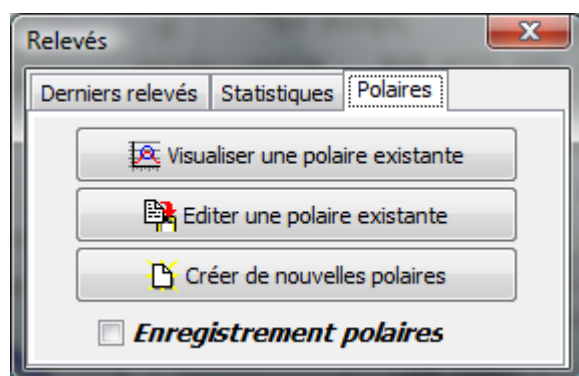 Relevés
Derniers relevés Statistiques Polaires
Visualiser une polaire existante
Editer une polaire existante
Créer de nouvelles polaires
Enregistrement polaires